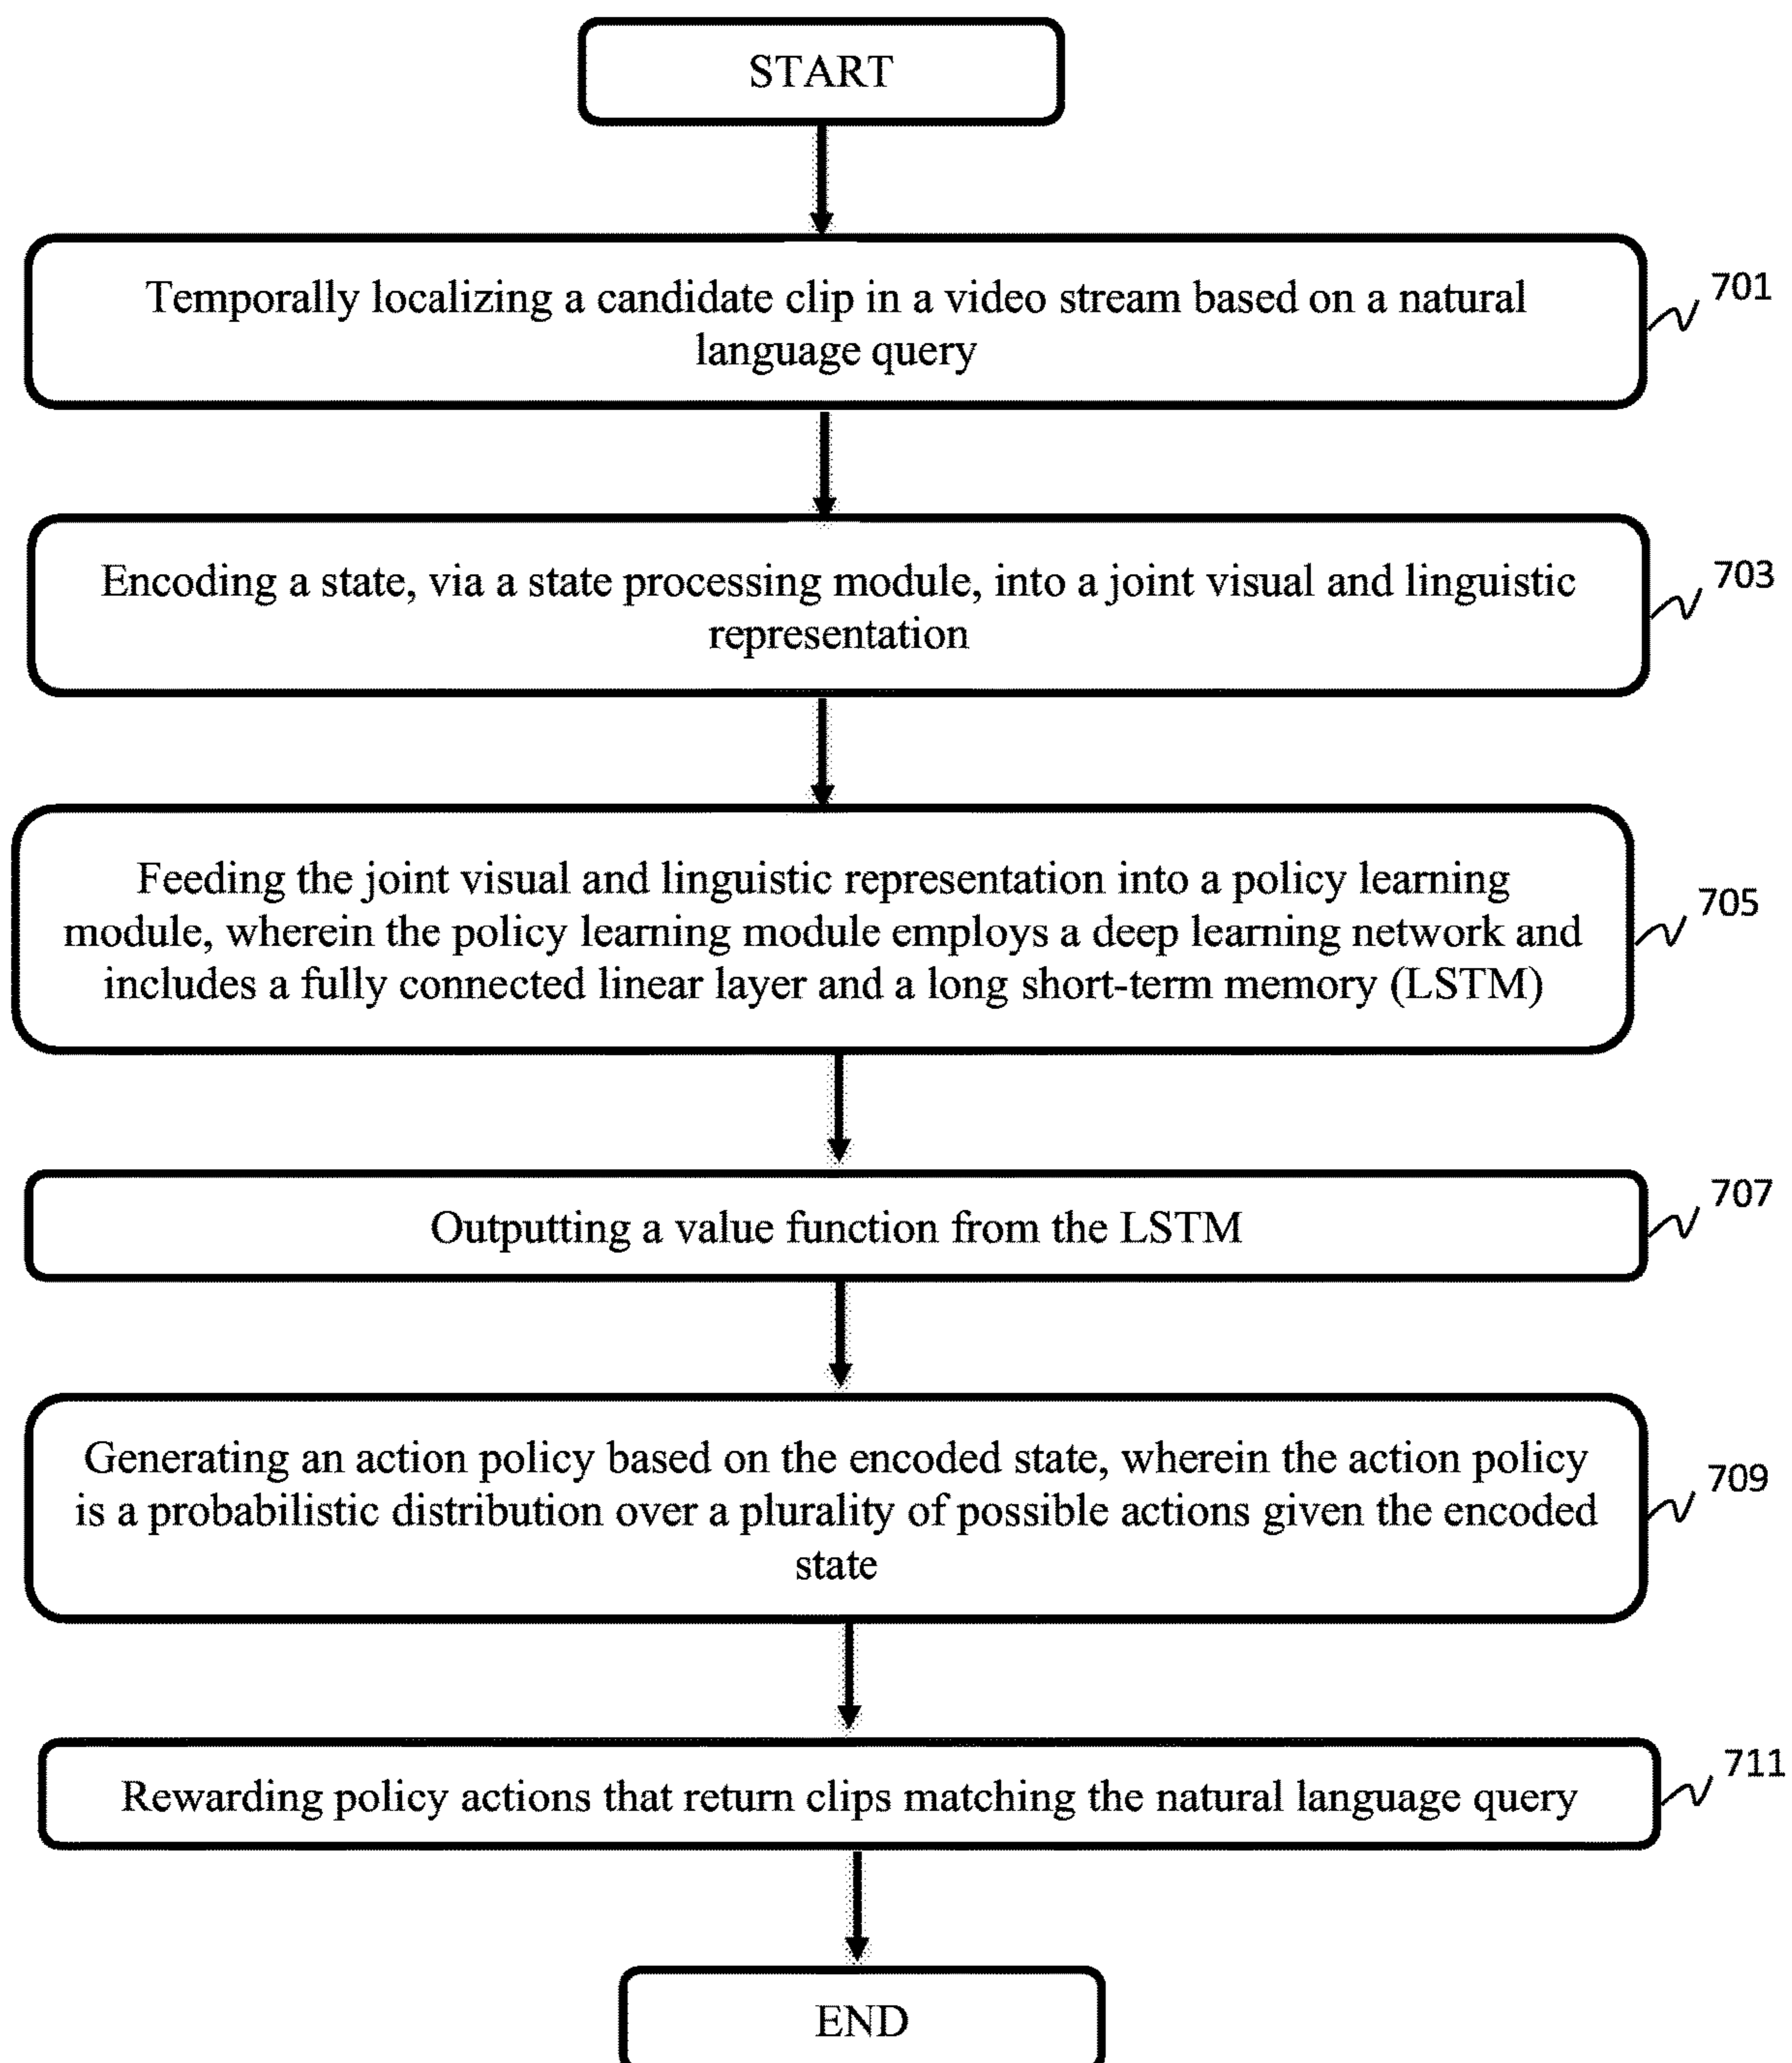 START
Temporally localizing a candidate clip in a video stream based on a natural
language query
701
Encoding a state, via a state processing module, into a joint visual and linguistic
representation
703
Feeding the joint visual and linguistic representation into a policy learning
module, wherein the policy learning module employs a deep learning network and
includes a fully connected linear layer and a long short-term memory (LSTM)
705
Outputting a value function from the LSTM
707
Generating an action policy based on the encoded state, wherein the action policy
is a probabilistic distribution over a plurality of possible actions given the encoded
state
709
Rewarding policy actions that return clips matching the natural language query
711
END